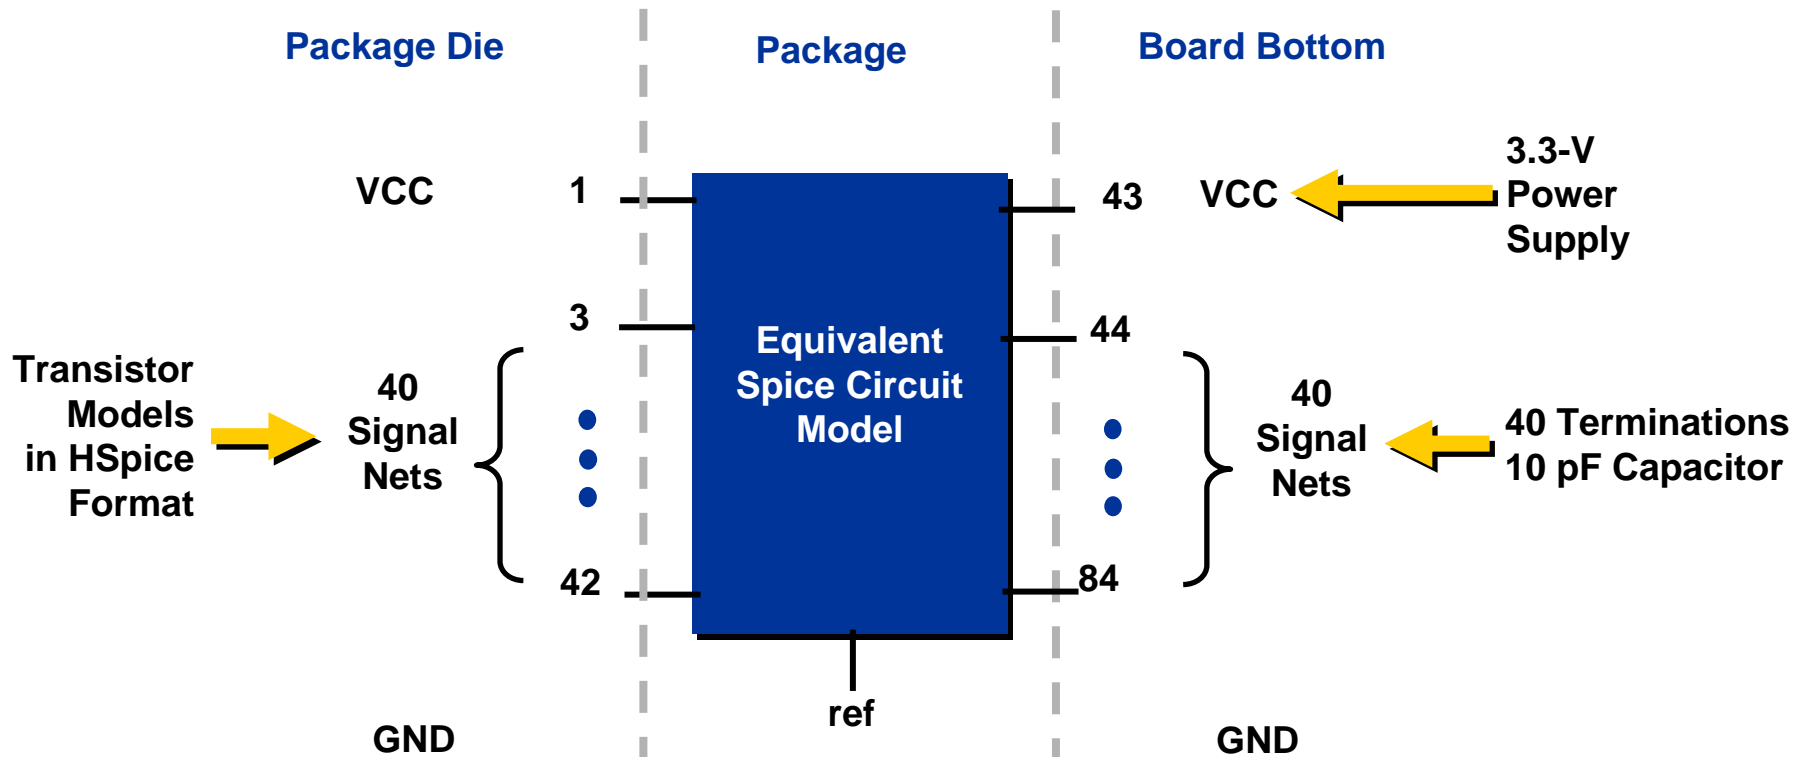 Package Die
Package
Board Bottom
VCC
1
43
VCC
3.3-V
Power
Supply
3
44
Transistor
Models
in HSpice
Format
40
Signal
Nets
Equivalent
Spice Circuit
Model
40
Signal
Nets
40 Terminations
10 pF Capacitor
42
84
ref
GND
GND